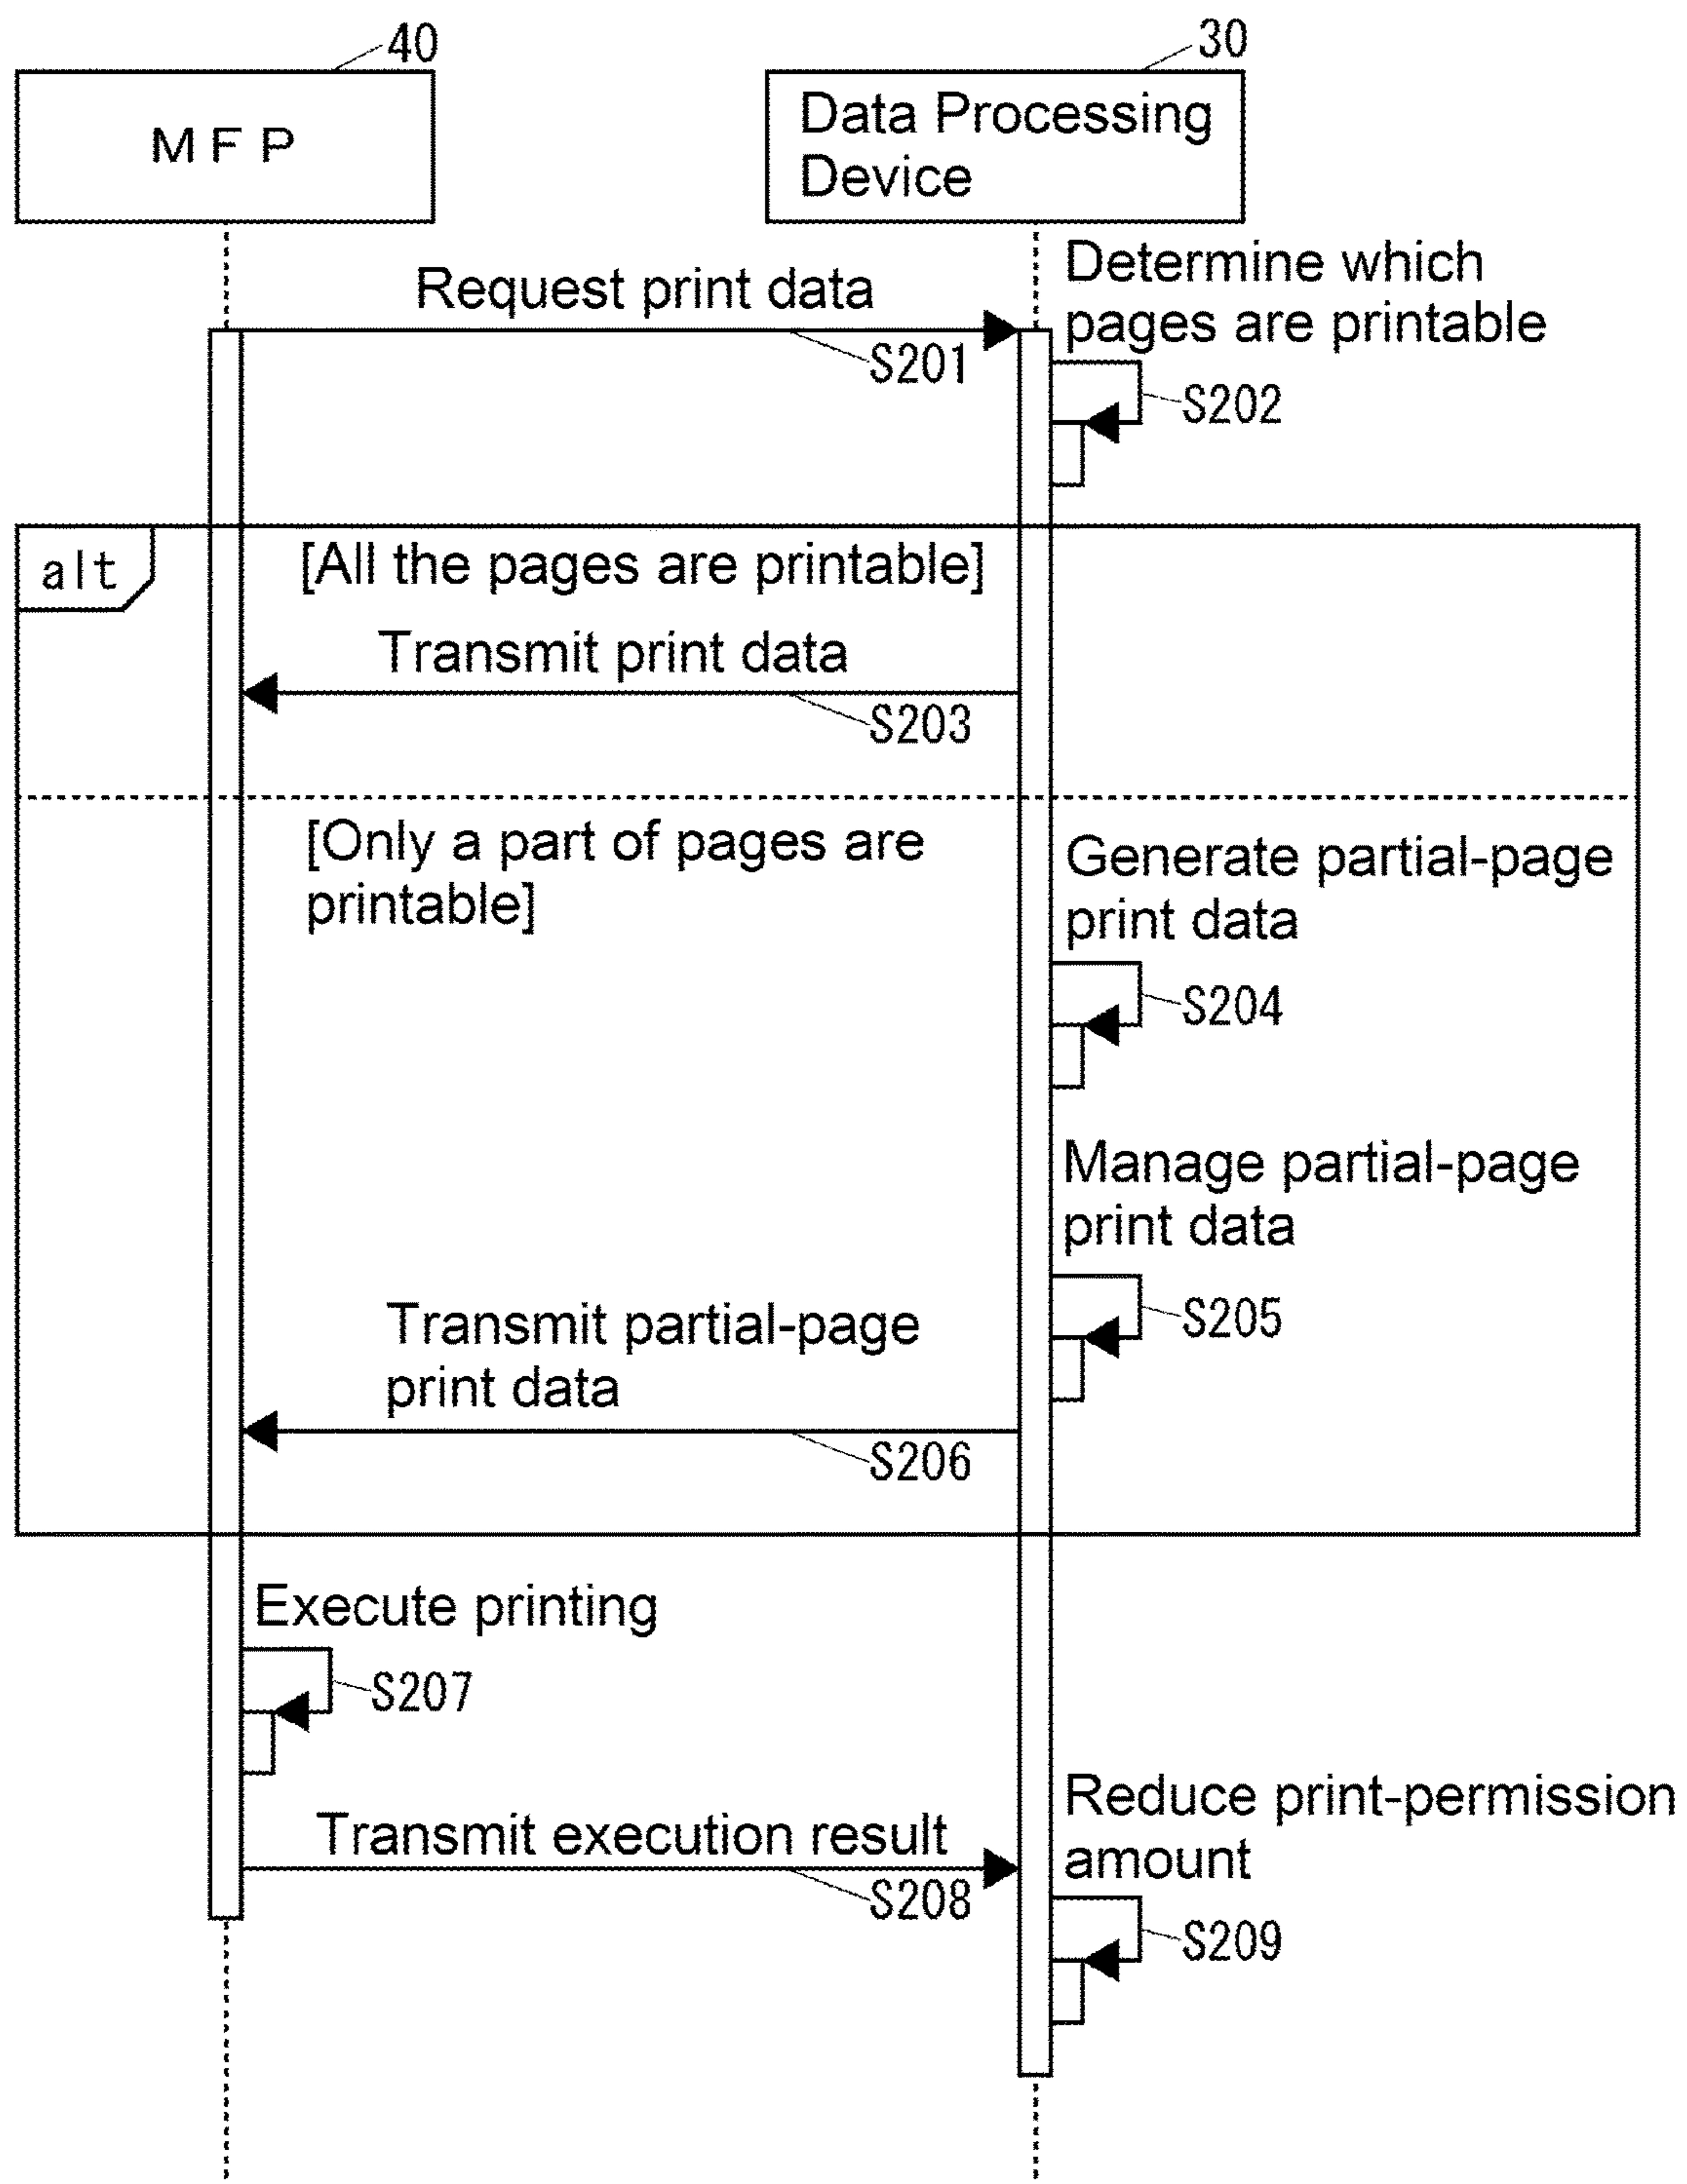 40
30
M F P
Data Processing
Device
Determine which
pages are printable
Request print data
S201
S202
alt
[All the pages are printable]
Transmit print data
S203
[Only a part of pages are
printable]
Generate partial-page
print data
S204
Manage partial-page
print data
S205
Transmit partial-page
print data
S206
Execute printing
S207
Reduce print-permission
amount
Transmit execution result
S208
S209